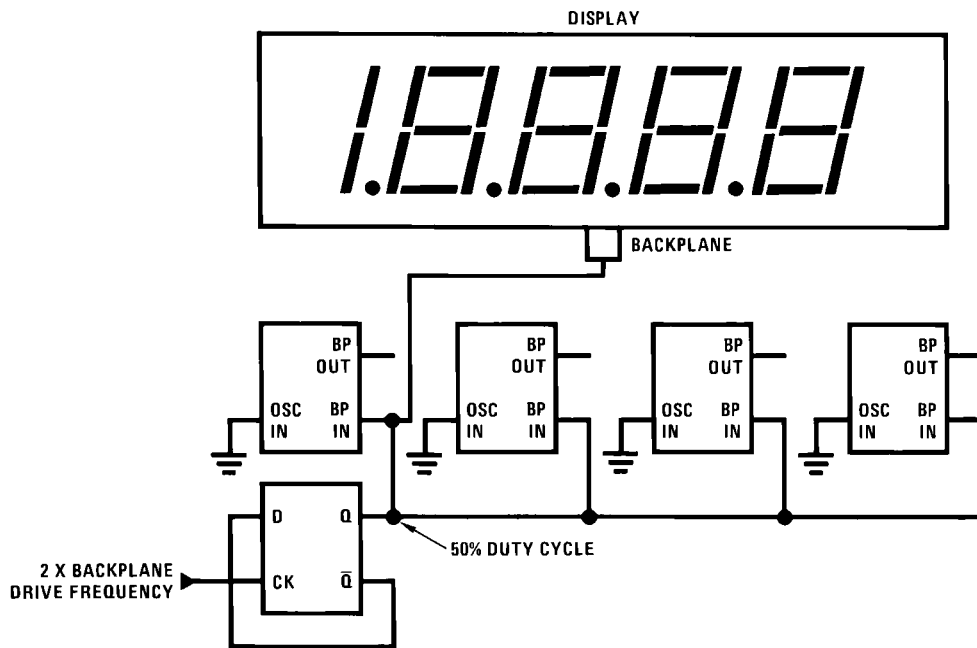 DISPLAY
1.8.8.8.8
BACKPLANE
BP
OUT
OSC
IN
BP
IN
BP
OUT
OSC
IN
BP
IN
BP
OUT
OSC
IN
BP
IN
BP
OUT
OSC
IN
BP
IN
D
Q
CK
Q̄
50% DUTY CYCLE
2 X BACKPLANE
DRIVE FREQUENCY